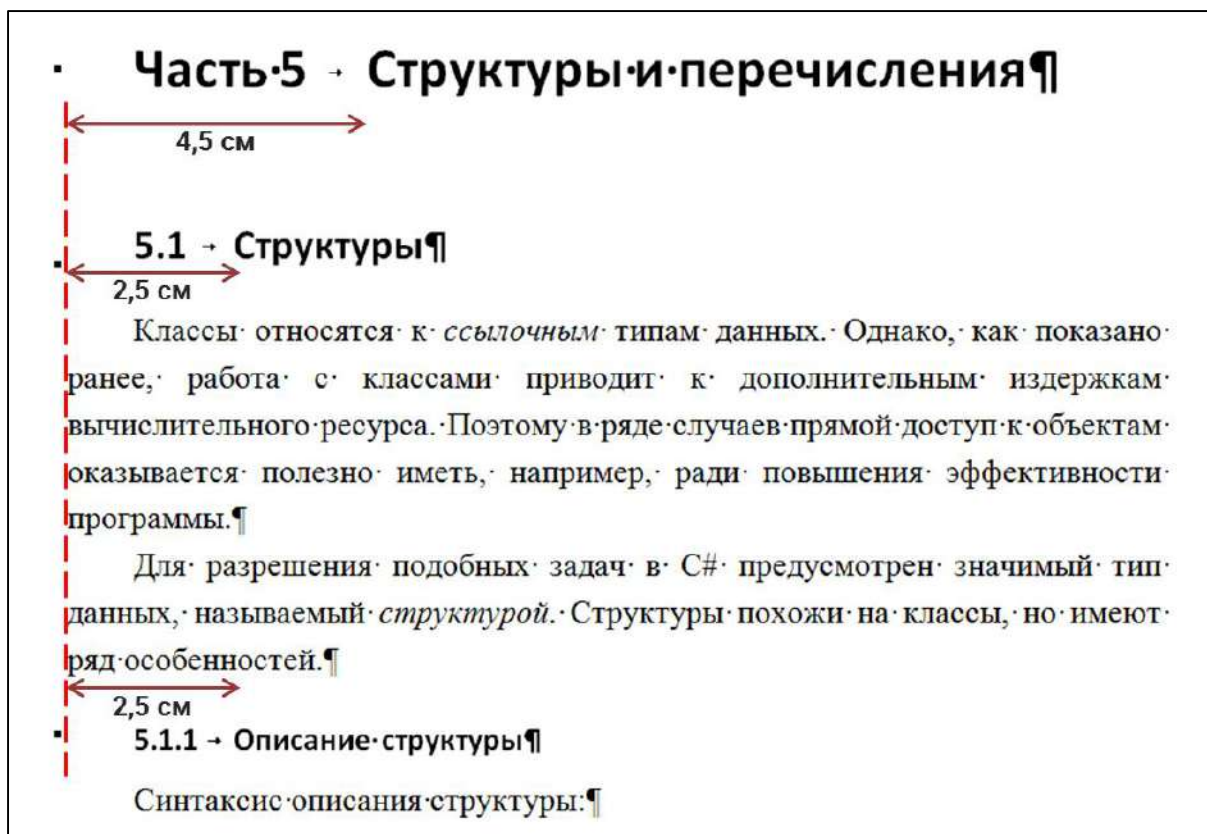 Часть·5 → Структуры·и·перечисления¶
4,5 см
5.1 → Структуры¶
2,5 см
Классы· относятся· к· ссылочным· типам· данных.· Однако,· как· показано·
ранее,· работа· с· классами· приводит· к· дополнительным· издержкам·
вычислительного·ресурса.·Поэтому·в·ряде·случаев·прямой·доступ·к·объектам·
оказывается· полезно· иметь,· например,· ради· повышения· эффективности·
программы.¶
Для· разрешения· подобных· задач· в· C#· предусмотрен· значимый· тип·
данных,· называемый· структурой.· Структуры· похожи· на· классы,· но· имеют·
ряд·особенностей.¶
2,5 см
5.1.1 → Описание·структуры¶
Синтаксис·описания·структуры:¶